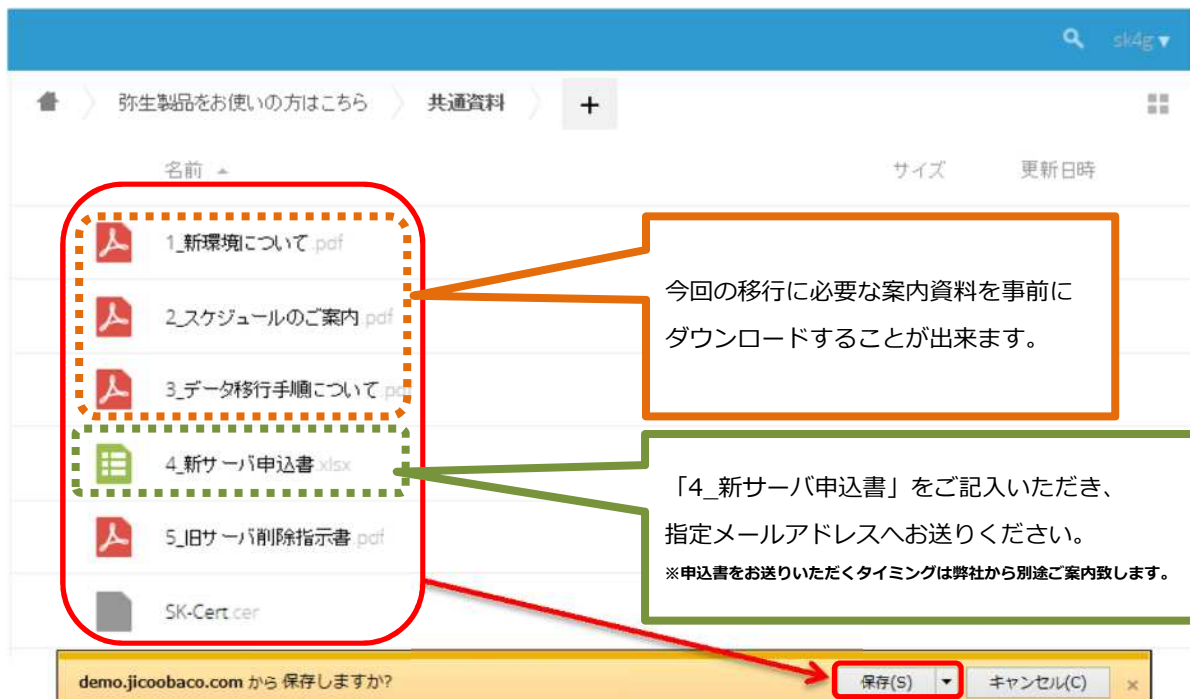 sk4g▼
弥生製品をお使いの方はこちら 共通資料 +
名前 サイズ 更新日時
1_新環境について.pdf
2_スケジュールのご案内.pdf
3_データ移行手順について.pdf
4_新サーバ申込書.xlsx
5_旧サーバ削除指示書.pdf
SK-Cert.cer
今回の移行に必要な案内資料を事前に
ダウンロードすることが出来ます。
「4_新サーバ申込書」をご記入いただき、
指定メールアドレスへお送りください。
※申込書をお送りいただくタイミングは弊社から別途ご案内致します。
demo.jicoobaco.com から 保存しますか? 保存(S) ▼ キャンセル(C) ×